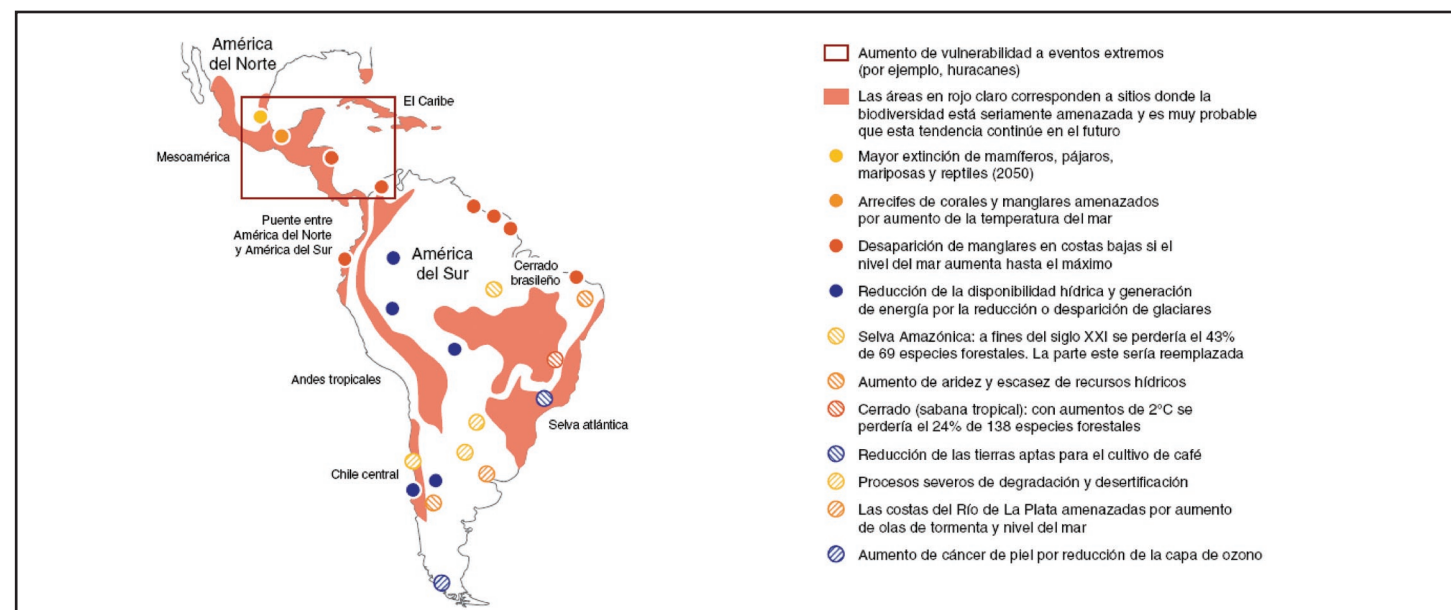 América
del Norte
El Caribe
Mesoamérica
Puente entre
América del Norte
y América del Sur
América
del Sur
Cerrado
brasileño
Andes tropicales
Selva atlántica
Chile central
Aumento de vulnerabilidad a eventos extremos
(por ejemplo, huracanes)
Las áreas en rojo claro corresponden a sitios donde la
biodiversidad está seriamente amenazada y es muy probable
que esta tendencia continúe en el futuro
Mayor extinción de mamíferos, pájaros,
mariposas y reptiles (2050)
Arrecifes de corales y manglares amenazados
por aumento de la temperatura del mar
Desaparición de manglares en costas bajas si el
nivel del mar aumenta hasta el máximo
Reducción de la disponibilidad hídrica y generación
de energía por la reducción o desparición de glaciares
Selva Amazónica: a fines del siglo XXI se perdería el 43%
de 69 especies forestales. La parte este sería reemplazada
Aumento de aridez y escasez de recursos hídricos
Cerrado (sabana tropical): con aumentos de 2°C se
perdería el 24% de 138 especies forestales
Reducción de las tierras aptas para el cultivo de café
Procesos severos de degradación y desertificación
Las costas del Río de La Plata amenazadas por aumento
de olas de tormenta y nivel del mar
Aumento de cáncer de piel por reducción de la capa de ozono